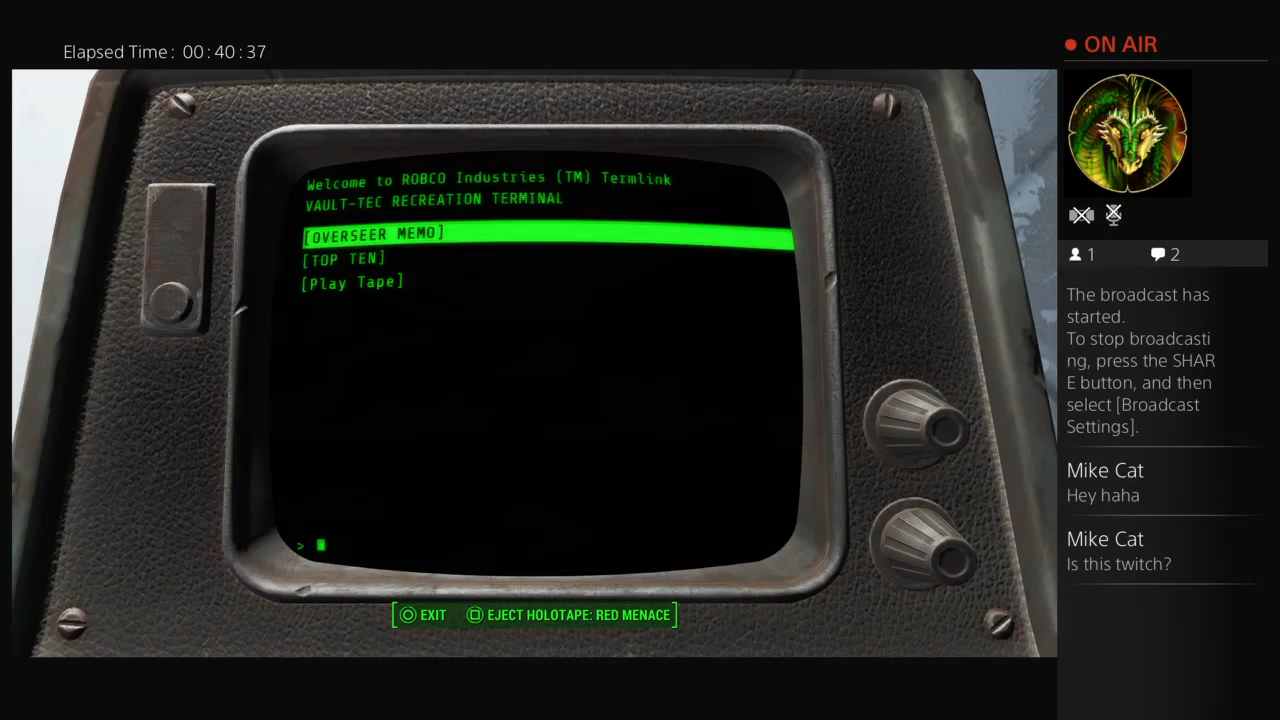 Elapsed Time: 00:40:37
ON AIR
Welcome to ROBCO Industries (TM) Termlink
VAULT-TEC RECREATION TERMINAL
[OVERSEER MEMO]
[TOP TEN]
[Play Tape]
>
EXIT EJECT HOLOTAPE: RED MENACE
1 2
The broadcast has
started.
To stop broadcasti
ng, press the SHAR
E button, and then
select [Broadcast
Settings].
Mike Cat
Hey haha
Mike Cat
Is this twitch?